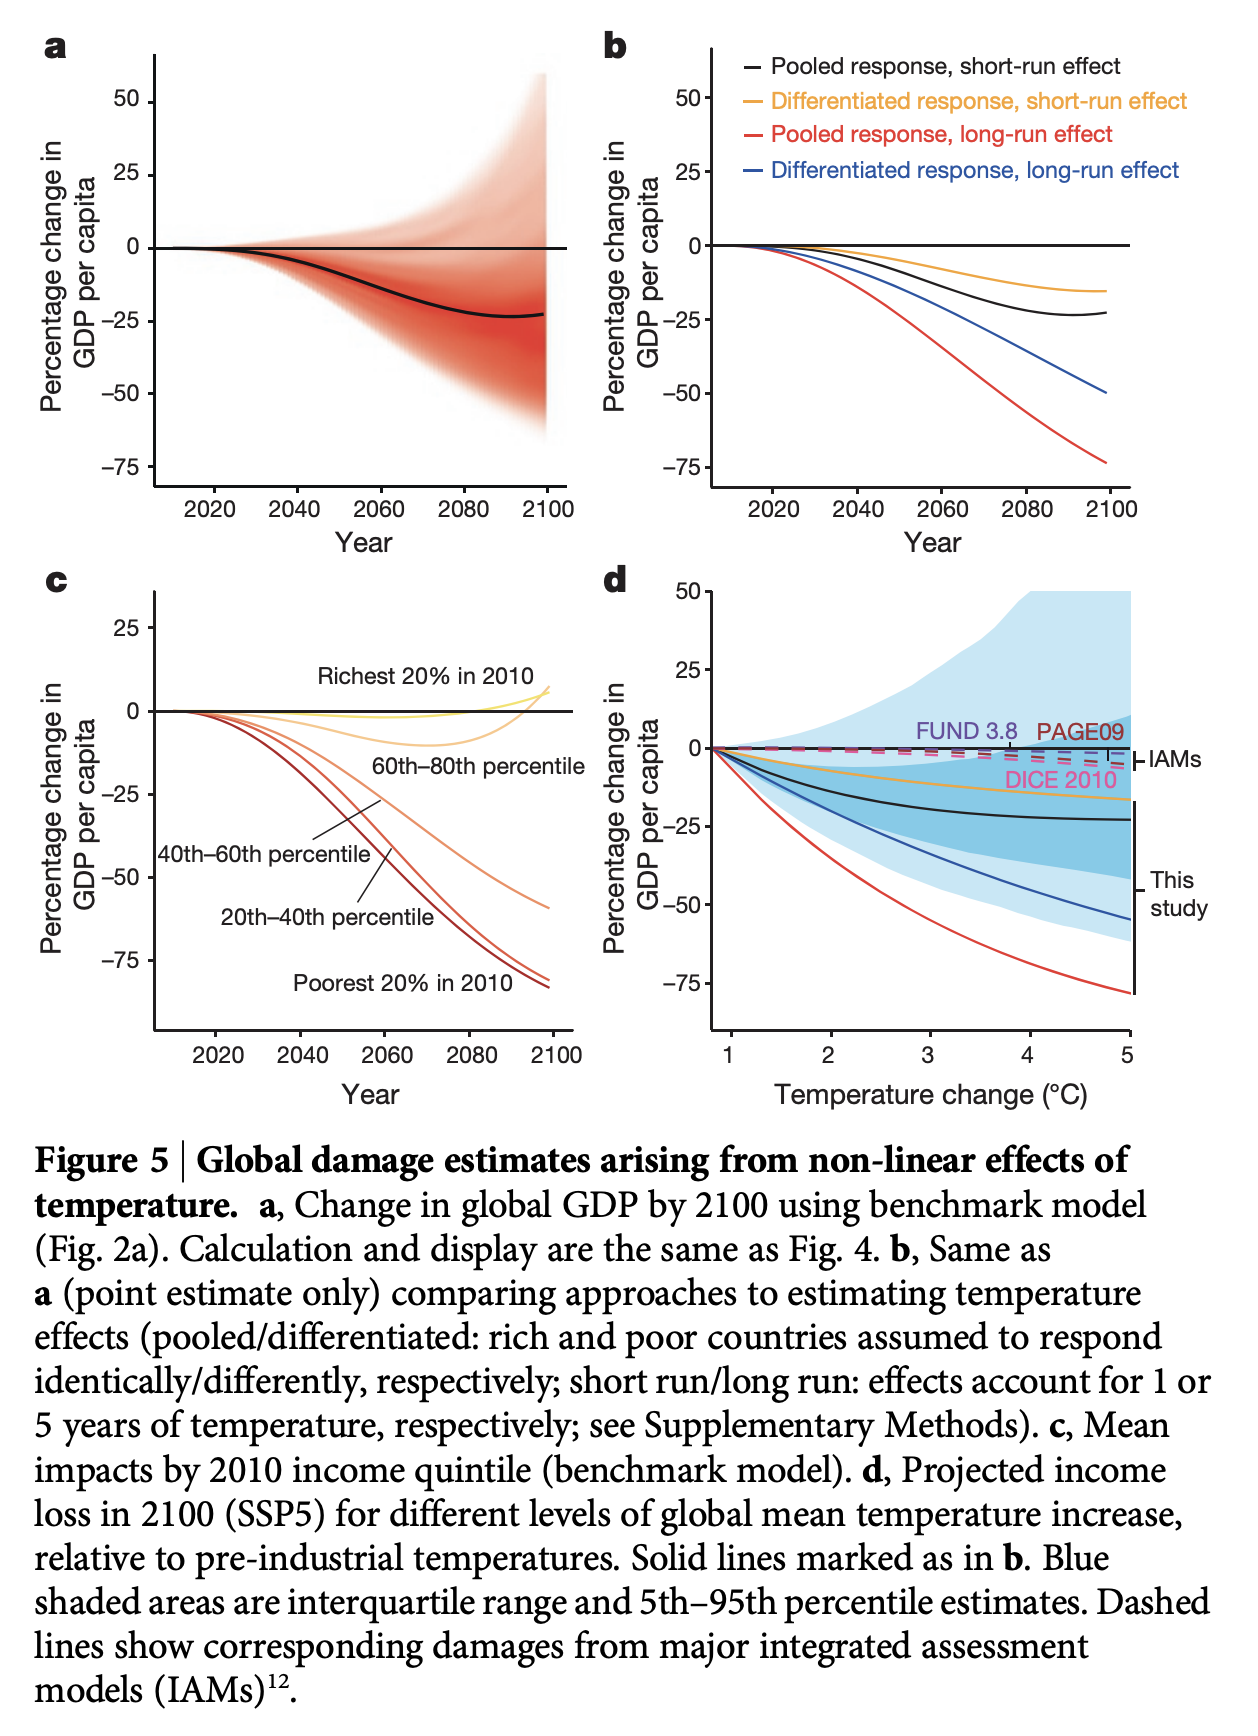 a
50
25
0
−25
−50
−75
Percentage change in
GDP per capita
2020 2040 2060 2080 2100
Year
b
Pooled response, short-run effect
Differentiated response, short-run effect
Pooled response, long-run effect
Differentiated response, long-run effect
50
25
0
−25
−50
−75
Percentage change in
GDP per capita
2020 2040 2060 2080 2100
Year
c
25
0
−25
−50
−75
Percentage change in
GDP per capita
Richest 20% in 2010
60th–80th percentile
40th–60th percentile
20th–40th percentile
Poorest 20% in 2010
2020 2040 2060 2080 2100
Year
d
50
25
0
−25
−50
−75
Percentage change in
GDP per capita
FUND 3.8 PAGE09
DICE 2010
IAMs
This
study
1 2 3 4 5
Temperature change (°C)
Figure 5 | Global damage estimates arising from non-linear effects of
temperature. a, Change in global GDP by 2100 using benchmark model
(Fig. 2a). Calculation and display are the same as Fig. 4. b, Same as
a (point estimate only) comparing approaches to estimating temperature
effects (pooled/differentiated: rich and poor countries assumed to respond
identically/differently, respectively; short run/long run: effects account for 1 or
5 years of temperature, respectively; see Supplementary Methods). c, Mean
impacts by 2010 income quintile (benchmark model). d, Projected income
loss in 2100 (SSP5) for different levels of global mean temperature increase,
relative to pre-industrial temperatures. Solid lines marked as in b. Blue
shaded areas are interquartile range and 5th–95th percentile estimates. Dashed
lines show corresponding damages from major integrated assessment
models (IAMs)¹².